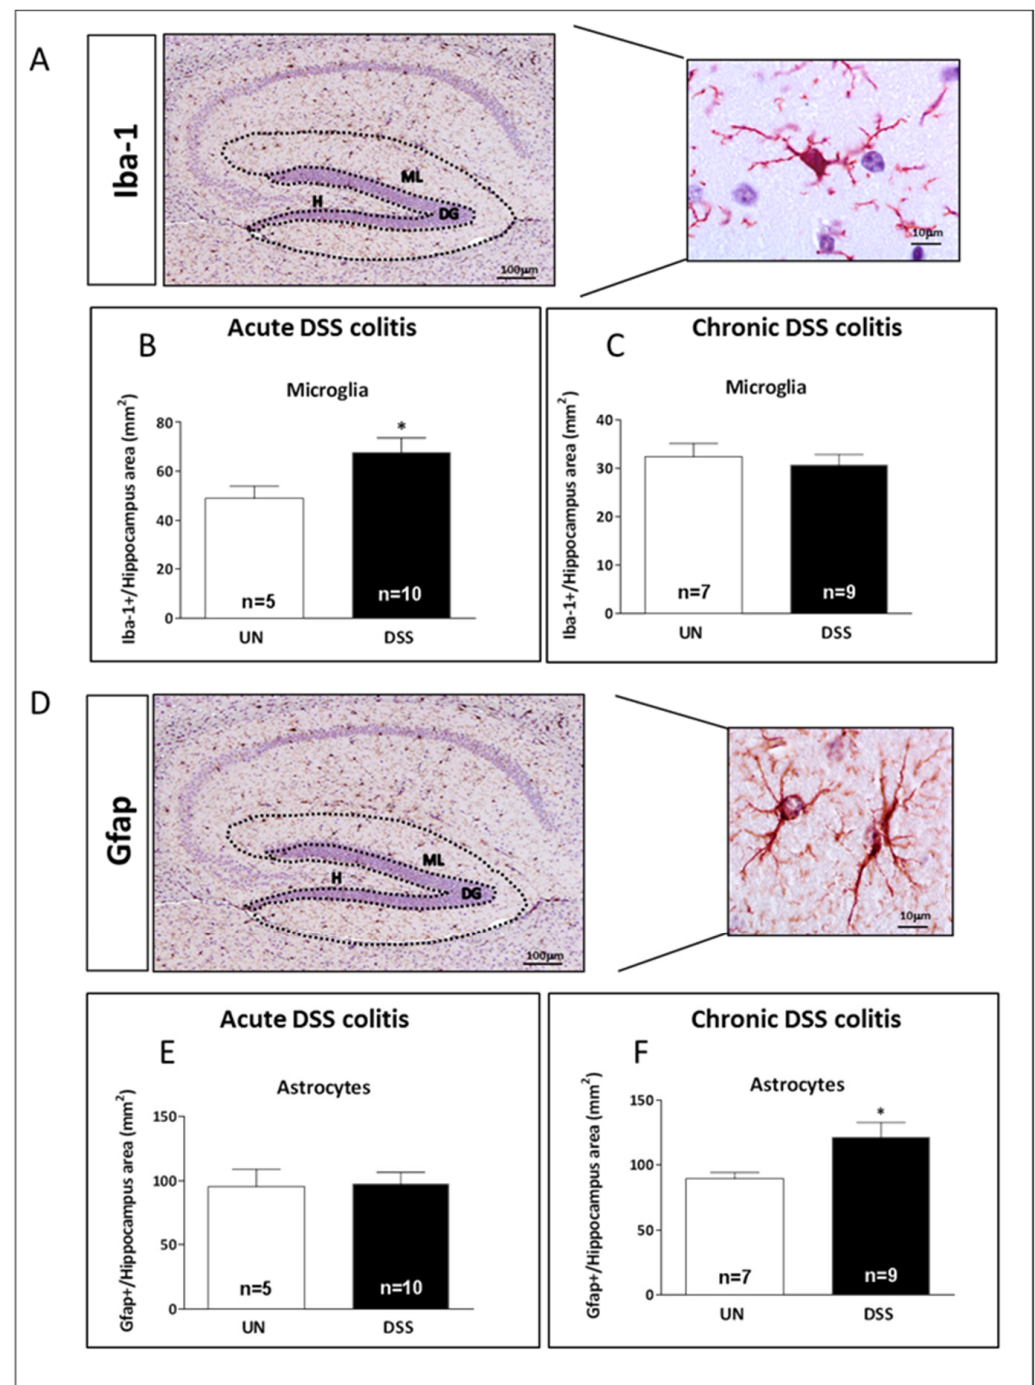 A
Iba-1
ML
H
DG
100µm
10µm
Acute DSS colitis
B
Microglia
Iba-1+/Hippocampus area (mm²)
80
60
40
20
0
*
n=5
n=10
UN
DSS
Chronic DSS colitis
C
Microglia
Iba-1+/Hippocampus area (mm²)
40
30
20
10
0
n=7
n=9
UN
DSS
D
Gfap
ML
H
DG
100µm
10µm
Acute DSS colitis
E
Astrocytes
Gfap+/Hippocampus area (mm²)
150
100
50
0
n=5
n=10
UN
DSS
Chronic DSS colitis
F
Astrocytes
Gfap+/Hippocampus area (mm²)
150
100
50
0
*
n=7
n=9
UN
DSS